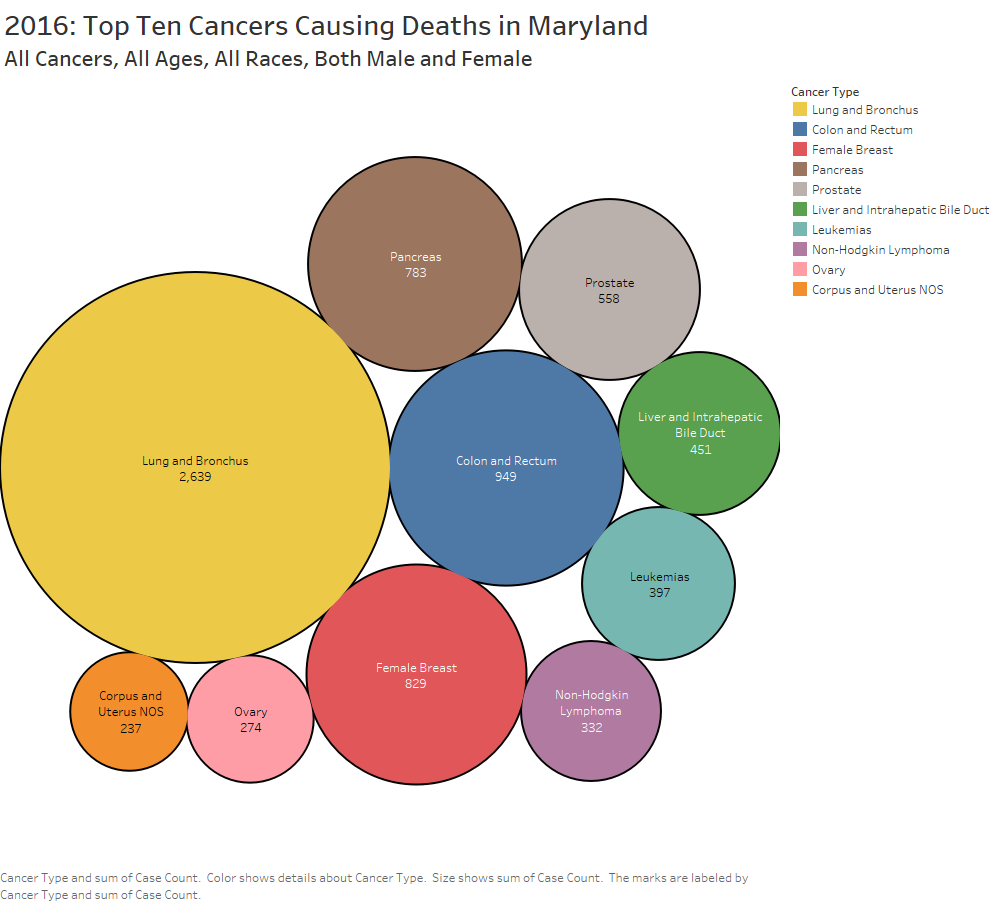 2016: Top Ten Cancers Causing Deaths in Maryland
All Cancers, All Ages, All Races, Both Male and Female
Cancer Type
Lung and Bronchus
Colon and Rectum
Female Breast
Pancreas
Prostate
Liver and Intrahepatic Bile Duct
Leukemias
Non-Hodgkin Lymphoma
Ovary
Corpus and Uterus NOS
Pancreas
783
Prostate
558
Liver and Intrahepatic
Bile Duct
451
Lung and Bronchus
2,639
Colon and Rectum
949
Leukemias
397
Female Breast
829
Non-Hodgkin
Lymphoma
332
Corpus and
Uterus NOS
237
Ovary
274
Cancer Type and sum of Case Count.  Color shows details about Cancer Type.  Size shows sum of Case Count.  The marks are labeled by
Cancer Type and sum of Case Count.